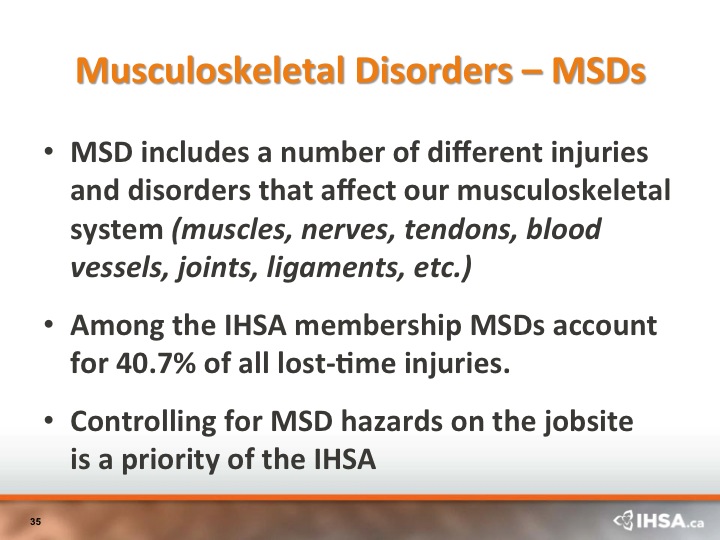 Musculoskeletal Disorders – MSDs
• MSD includes a number of different injuries
and disorders that affect our musculoskeletal
system (muscles, nerves, tendons, blood
vessels, joints, ligaments, etc.)
• Among the IHSA membership MSDs account
for 40.7% of all lost-time injuries.
• Controlling for MSD hazards on the jobsite
is a priority of the IHSA
35
IHSA.ca